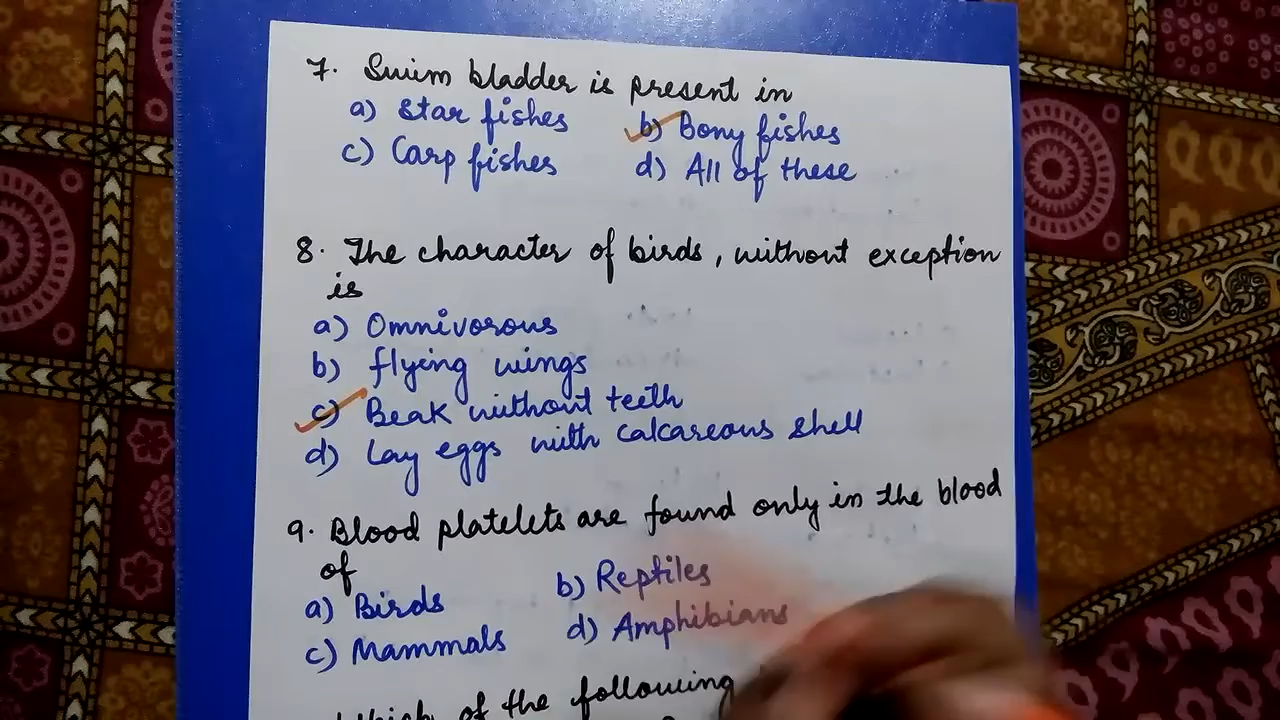 7. Swim bladder is present in
a) Star fishes b) Bony fishes
c) Carp fishes d) All of these
8. The character of birds, without exception
is
a) Omnivorous
b) flying wings
c) Beak without teeth
d) Lay eggs with calcareous shell
9. Blood platelets are found only in the blood
of
a) Birds b) Reptiles
c) Mammals d) Amphibians
Which of the following